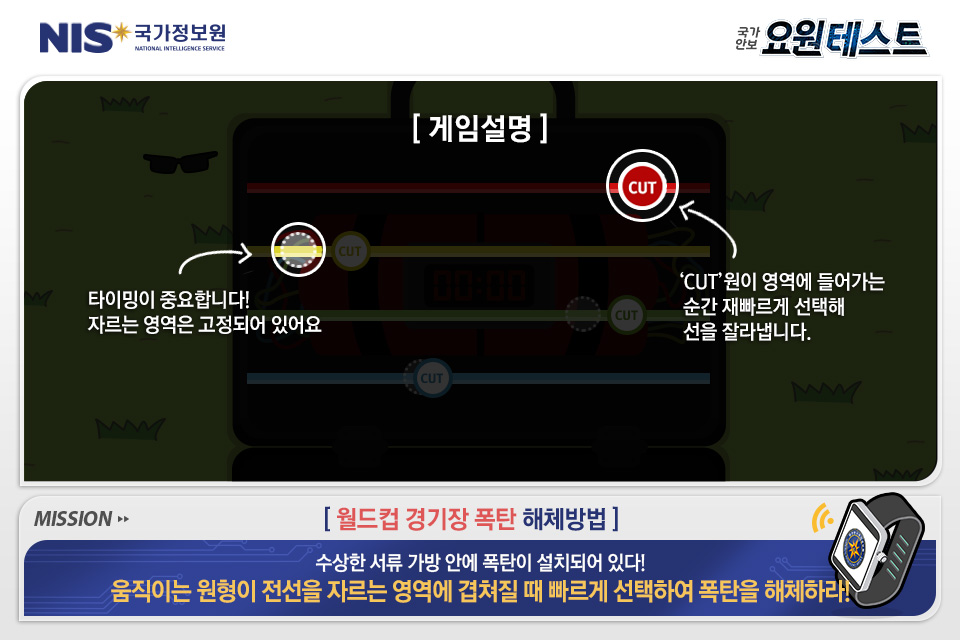 NIS 국가정보원
NATIONAL INTELLIGENCE SERVICE
국가
안보 요원테스트
[ 게임설명 ]
CUT
CUT
타이밍이 중요합니다!
자르는 영역은 고정되어 있어요
‘CUT’ 원이 영역에 들어가는
순간 재빠르게 선택해
선을 잘라냅니다.
00:00
CUT
CUT
MISSION
[ 월드컵 경기장 폭탄 해체방법 ]
수상한 서류 가방 안에 폭탄이 설치되어 있다!
움직이는 원형이 전선을 자르는 영역에 겹쳐질 때 빠르게 선택하여 폭탄을 해체하라!